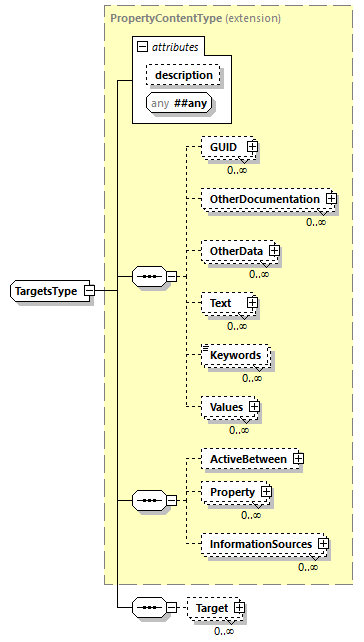 PropertyContentType (extension)
attributes
description
any ##any
GUID
0..∞
OtherDocumentation
0..∞
OtherData
0..∞
TargetsType
Text
0..∞
Keywords
0..∞
Values
0..∞
ActiveBetween
Property
0..∞
InformationSources
0..∞
Target
0..∞